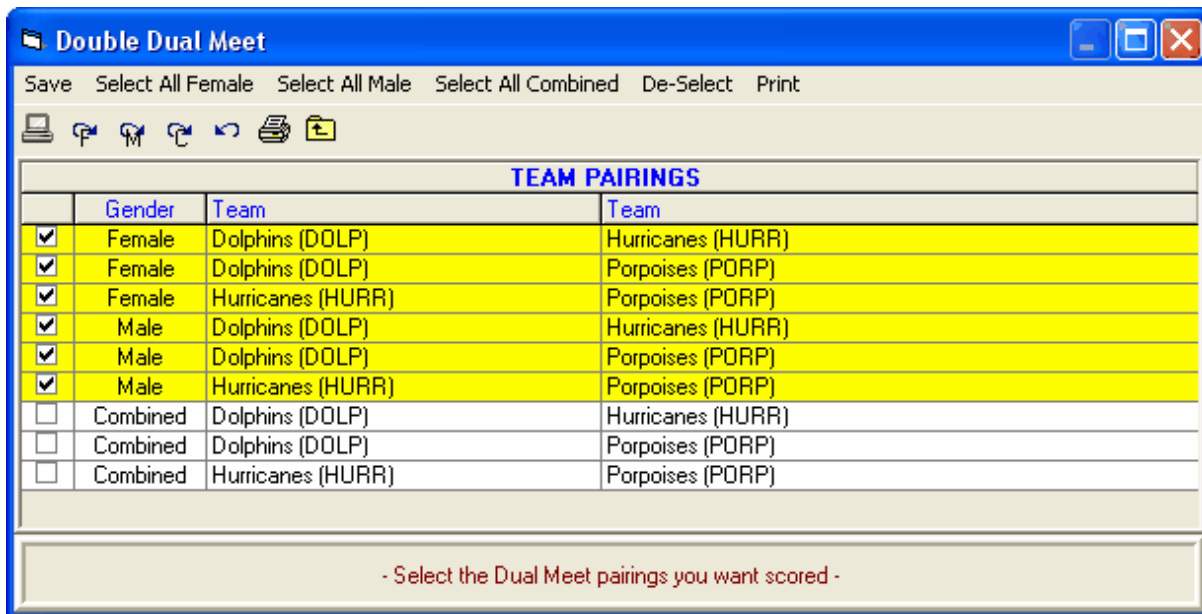 Double Dual Meet
Save Select All Female Select All Male Select All Combined De-Select Print
F M C
TEAM PAIRINGS
Gender Team Team
Female Dolphins (DOLP) Hurricanes (HURR)
Female Dolphins (DOLP) Porpoises (PORP)
Female Hurricanes (HURR) Porpoises (PORP)
Male Dolphins (DOLP) Hurricanes (HURR)
Male Dolphins (DOLP) Porpoises (PORP)
Male Hurricanes (HURR) Porpoises (PORP)
Combined Dolphins (DOLP) Hurricanes (HURR)
Combined Dolphins (DOLP) Porpoises (PORP)
Combined Hurricanes (HURR) Porpoises (PORP)
- Select the Dual Meet pairings you want scored -